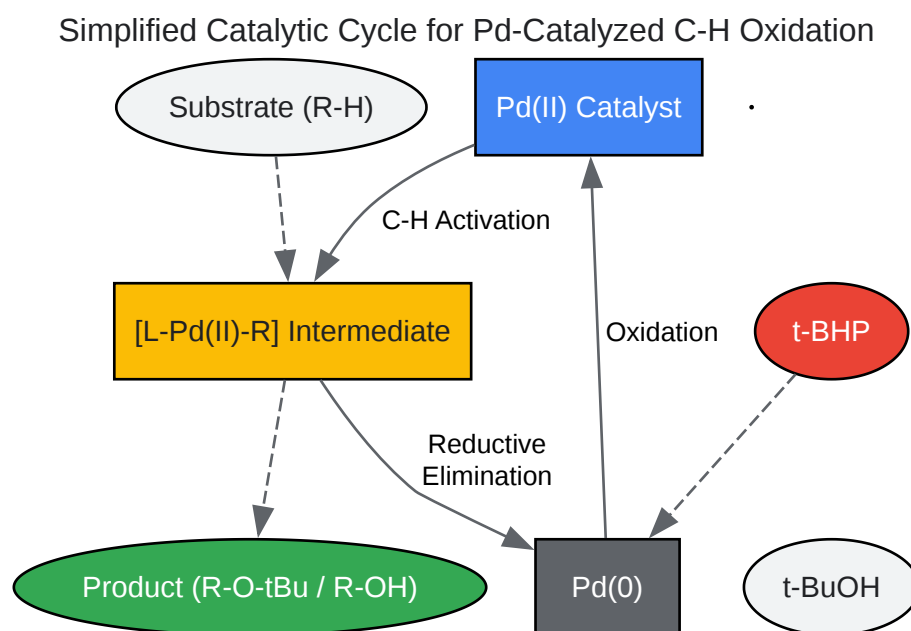 Simplified Catalytic Cycle for Pd-Catalyzed C-H Oxidation
Substrate (R-H)
Pd(II) Catalyst
C-H Activation
[L-Pd(II)-R] Intermediate
Oxidation
t-BHP
Reductive
Elimination
Product (R-O-tBu / R-OH)
Pd(0)
t-BuOH